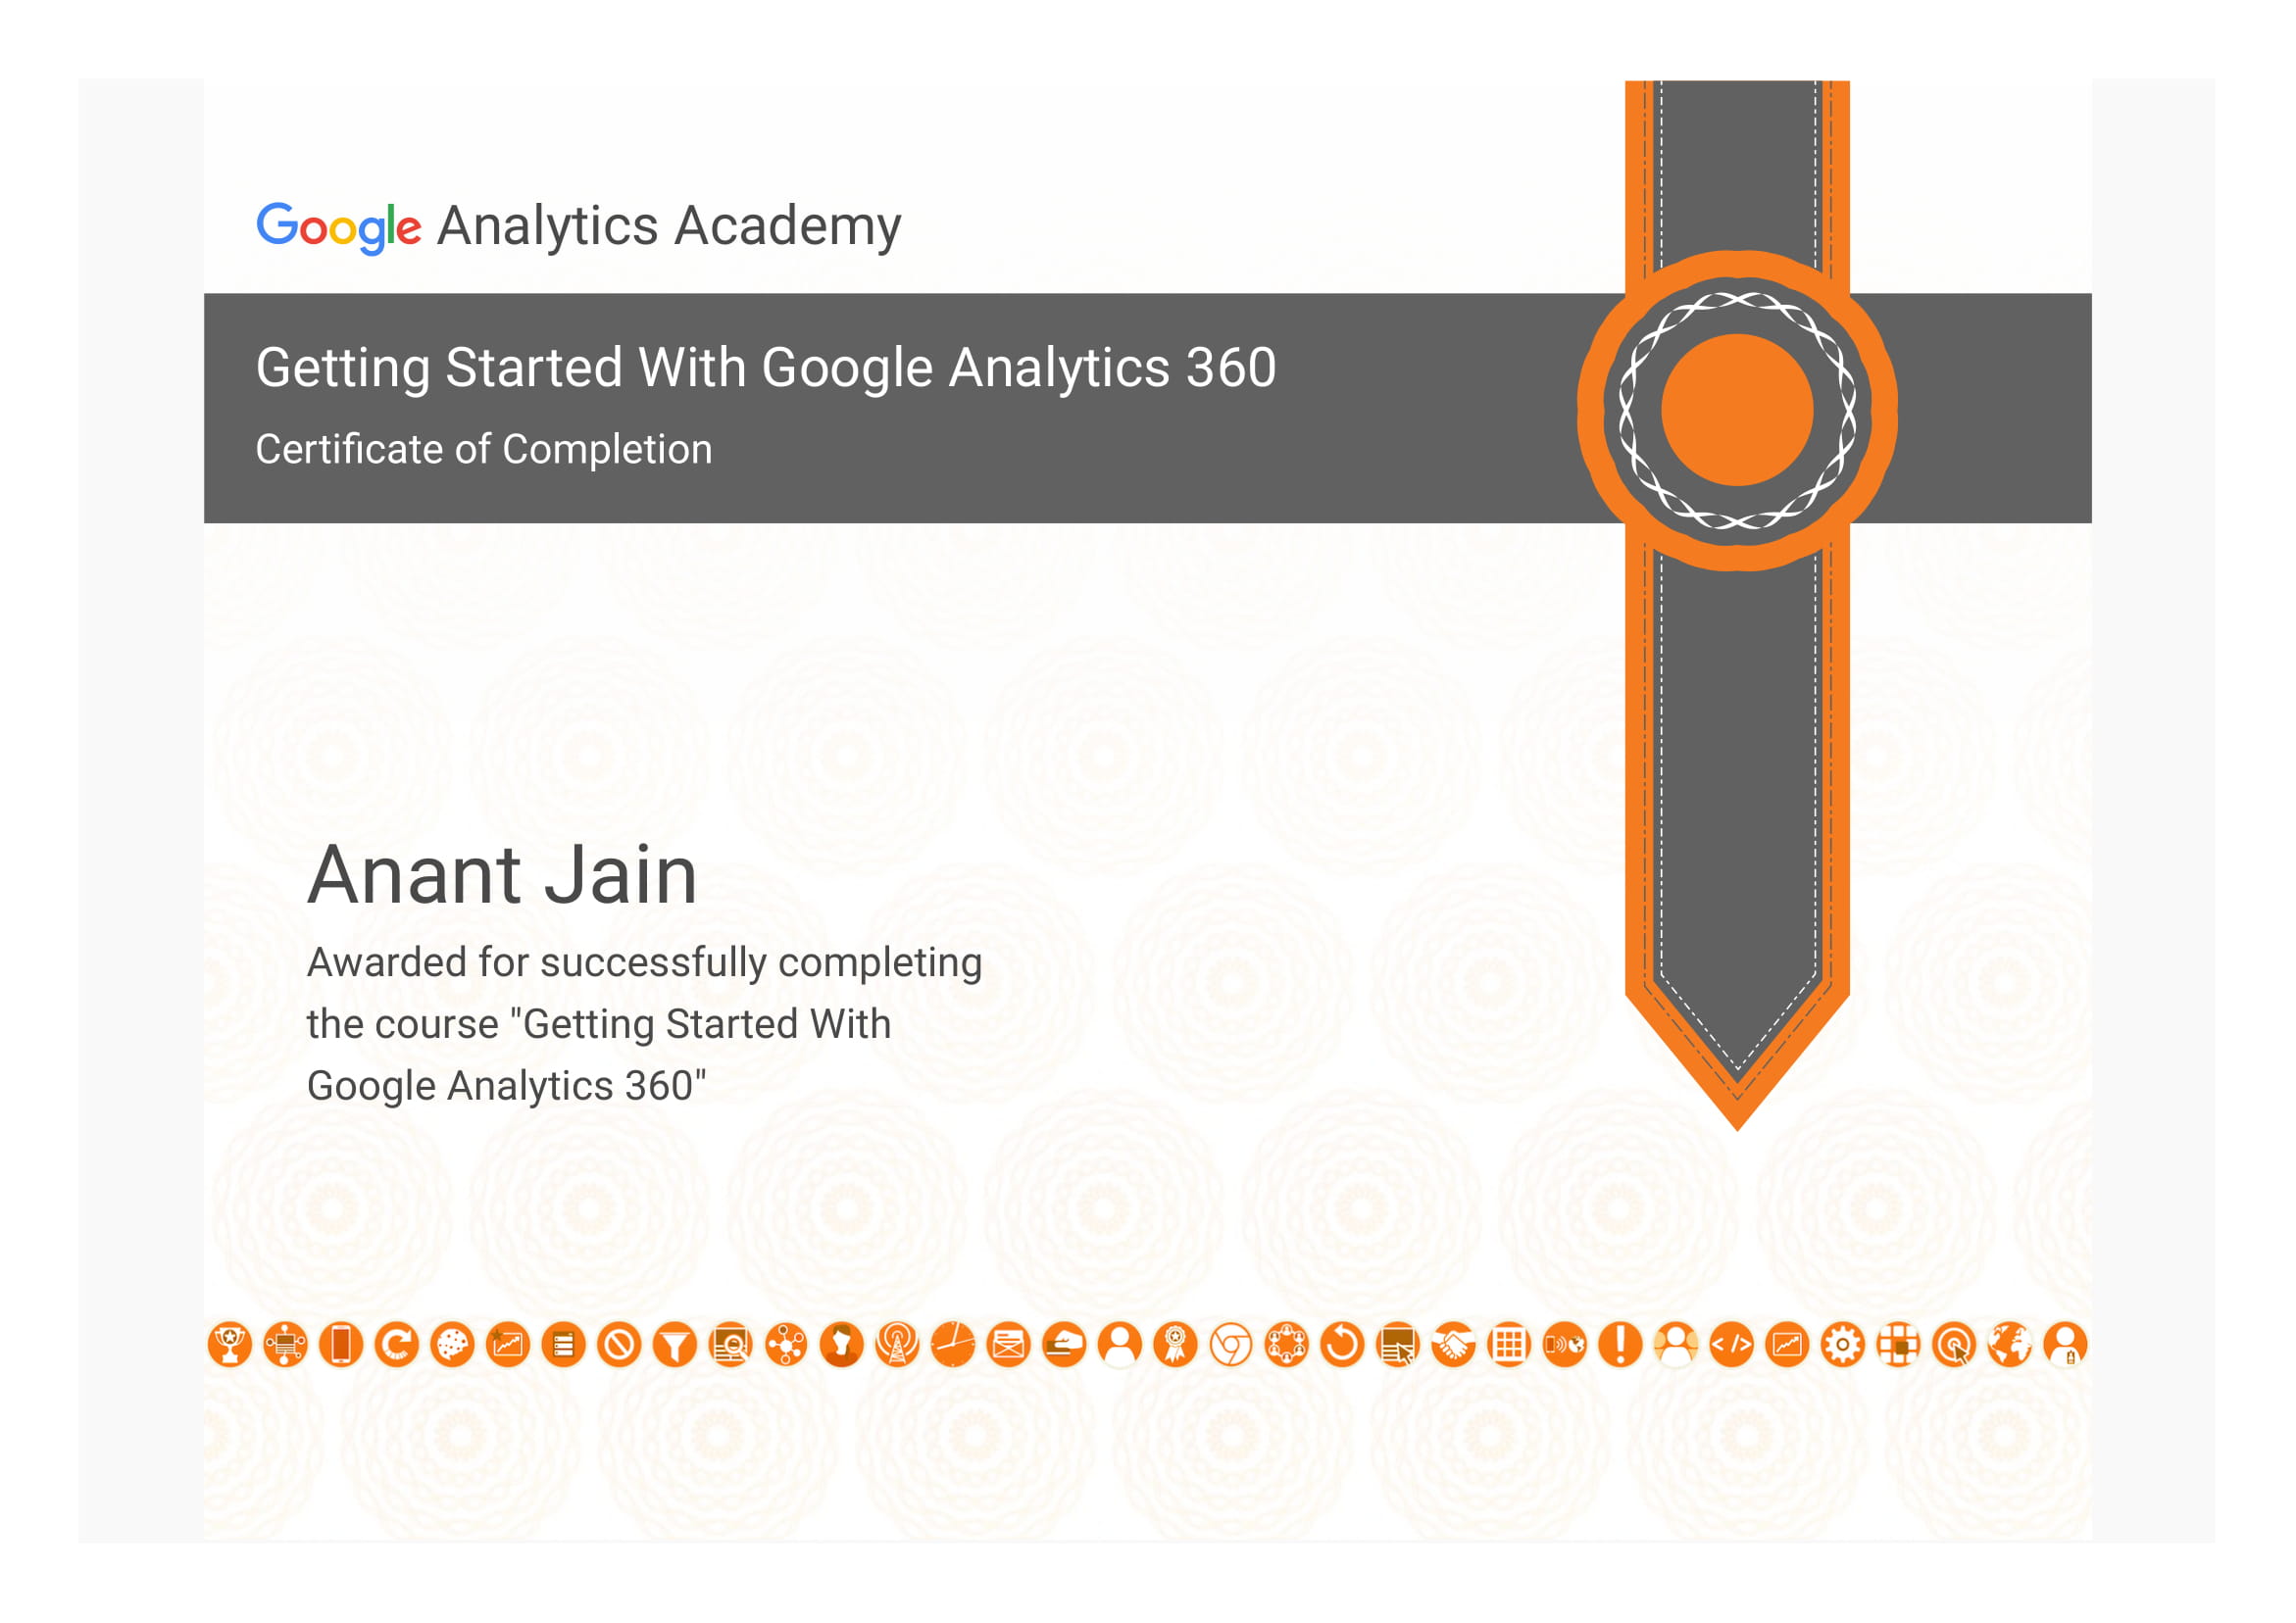 Google Analytics Academy
Getting Started With Google Analytics 360
Certificate of Completion
Anant Jain
Awarded for successfully completing
the course "Getting Started With
Google Analytics 360"